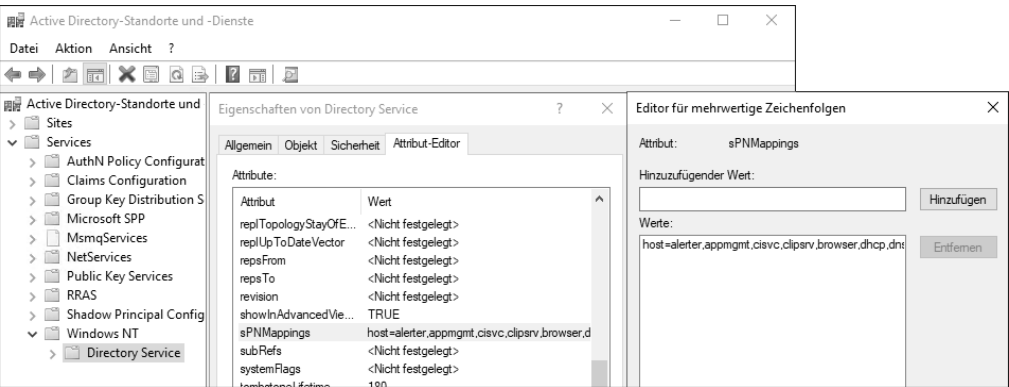 Active Directory-Standorte und -Dienste
Datei Aktion Ansicht ?
Active Directory-Standorte und
Sites
Services
AuthN Policy Configurat
Claims Configuration
Group Key Distribution S
Microsoft SPP
MsmqServices
NetServices
Public Key Services
RRAS
Shadow Principal Config
Windows NT
Directory Service
Eigenschaften von Directory Service ?
Allgemein Objekt Sicherheit Attribut-Editor
Attribute:
Attribut Wert
replTopologyStayOfE... <Nicht festgelegt>
replUpToDateVector <Nicht festgelegt>
repsFrom <Nicht festgelegt>
repsTo <Nicht festgelegt>
revision <Nicht festgelegt>
showInAdvancedVie... TRUE
sPNMappings host=alerter,appmgmt,cisvc,clipsrv,browser,d
subRefs <Nicht festgelegt>
systemFlags <Nicht festgelegt>
tombstoneLifetime 180
Editor für mehrwertige Zeichenfolgen
Attribut: sPNMappings
Hinzuzufügender Wert:
Hinzufügen
Werte:
host=alerter,appmgmt,cisvc,clipsrv,browser,dhcp,dns
Entfernen